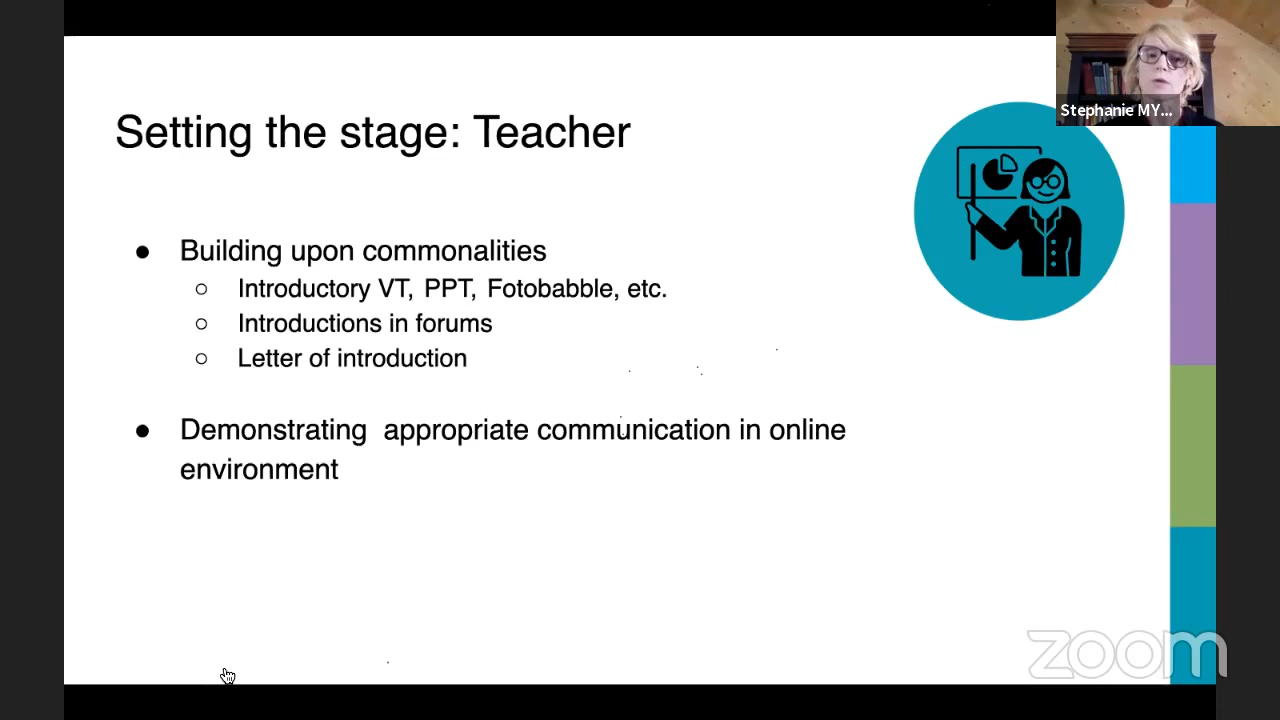 Stephanie MY...
Setting the stage: Teacher
● Building upon commonalities
○ Introductory VT, PPT, Fotobabble, etc.
○ Introductions in forums
○ Letter of introduction
● Demonstrating appropriate communication in online
environment
zoom